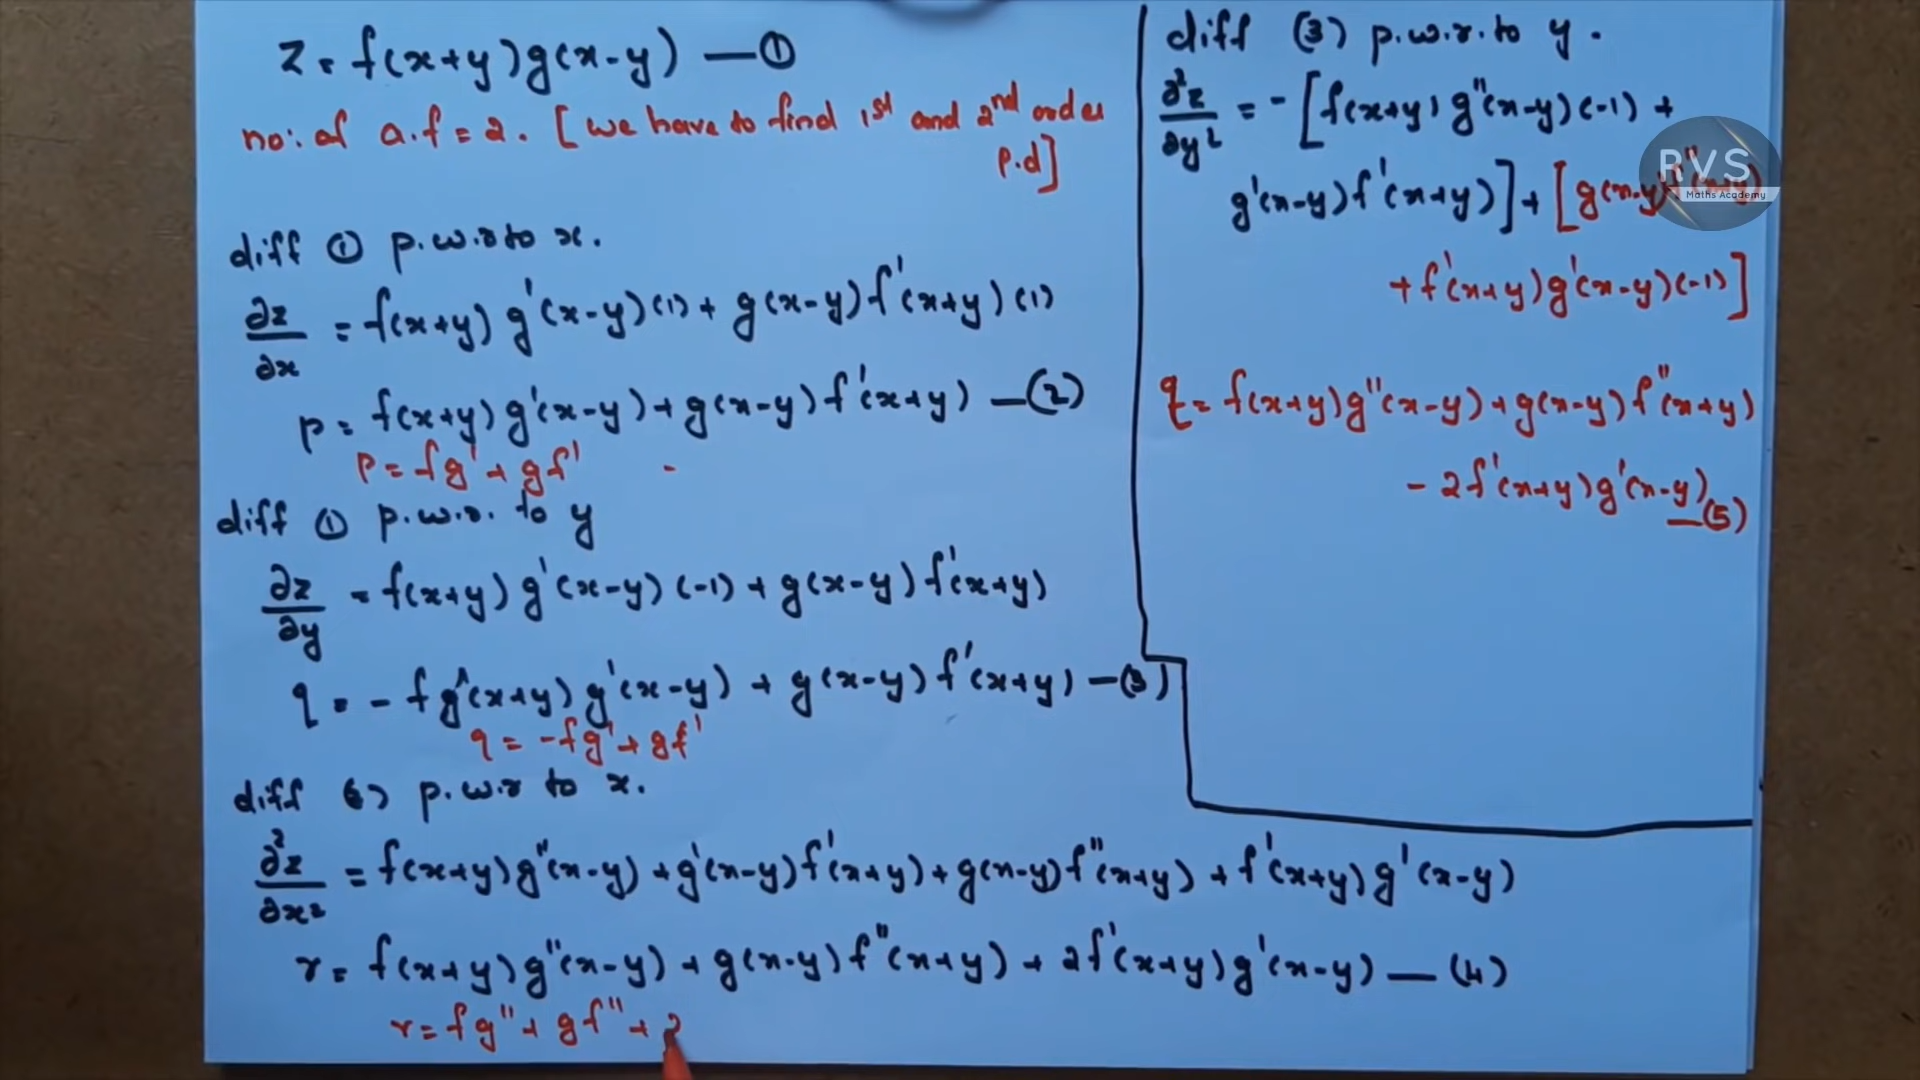 z = f(x+y)g(x-y) — ①
no: of a.f = 2. [we have to find 1st and 2nd order
p.d]
diff ① p.w.r to x.
∂z/∂x = f(x+y) g'(x-y)(1) + g(x-y)f'(x+y)(1)
p = f(x+y)g'(x-y) + g(x-y)f'(x+y) — (2)
p = fg' + gf'
diff ① p.w.r. to y
∂z/∂y = f(x+y) g'(x-y)(-1) + g(x-y)f'(x+y)
q = - fg'(x+y) g'(x-y) + g(x-y)f'(x+y) — (3)
q = -fg' + gf'
diff p.w.r to x.
∂²z/∂x² = f(x+y)g''(x-y) + g'(x-y)f'(x+y) + g(x-y)f''(x+y) + f'(x+y)g'(x-y)
r = f(x+y)g''(x-y) + g(x-y)f''(x+y) + 2f'(x+y)g'(x-y) — (4)
r = fg'' + gf'' + 2
diff (3) p.w.r. to y.
∂²z/∂y² = -[f(x+y) g''(x-y)(-1) +
g'(x-y)f'(x+y)] + [g(x-y)
+ f'(x+y)g'(x-y)(-1)]
t = f(x+y)g''(x-y) + g(x-y)f''(x+y)
- 2f'(x+y)g'(x-y) — (5)
RVS
Maths Academy